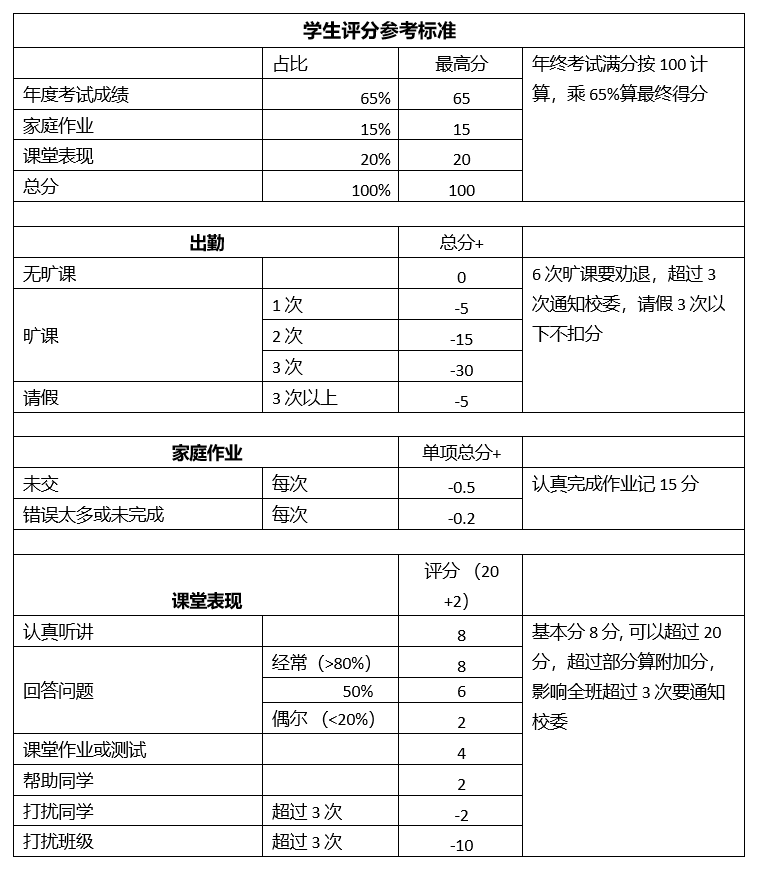 学生评分参考标准
占比 最高分 年终考试满分按 100 计
年度考试成绩 65% 65 算，乘 65%算最终得分
家庭作业 15% 15
课堂表现 20% 20
总分 100% 100
出勤 总分+
无旷课 0 6 次旷课要劝退，超过 3
1 次 -5 次通知校委，请假 3 次以
旷课 2 次 -15 下不扣分
3 次 -30
请假 3 次以上 -5
家庭作业 单项总分+
未交 每次 -0.5 认真完成作业记 15 分
错误太多或未完成 每次 -0.2
评分 （20
课堂表现 +2）
认真听讲 8 基本分 8 分, 可以超过 20
经常（>80%） 8 分，超过部分算附加分，
回答问题 50% 6 影响全班超过 3 次要通知
偶尔 （<20%） 2 校委
课堂作业或测试 4
帮助同学 2
打扰同学 超过 3 次 -2
打扰班级 超过 3 次 -10